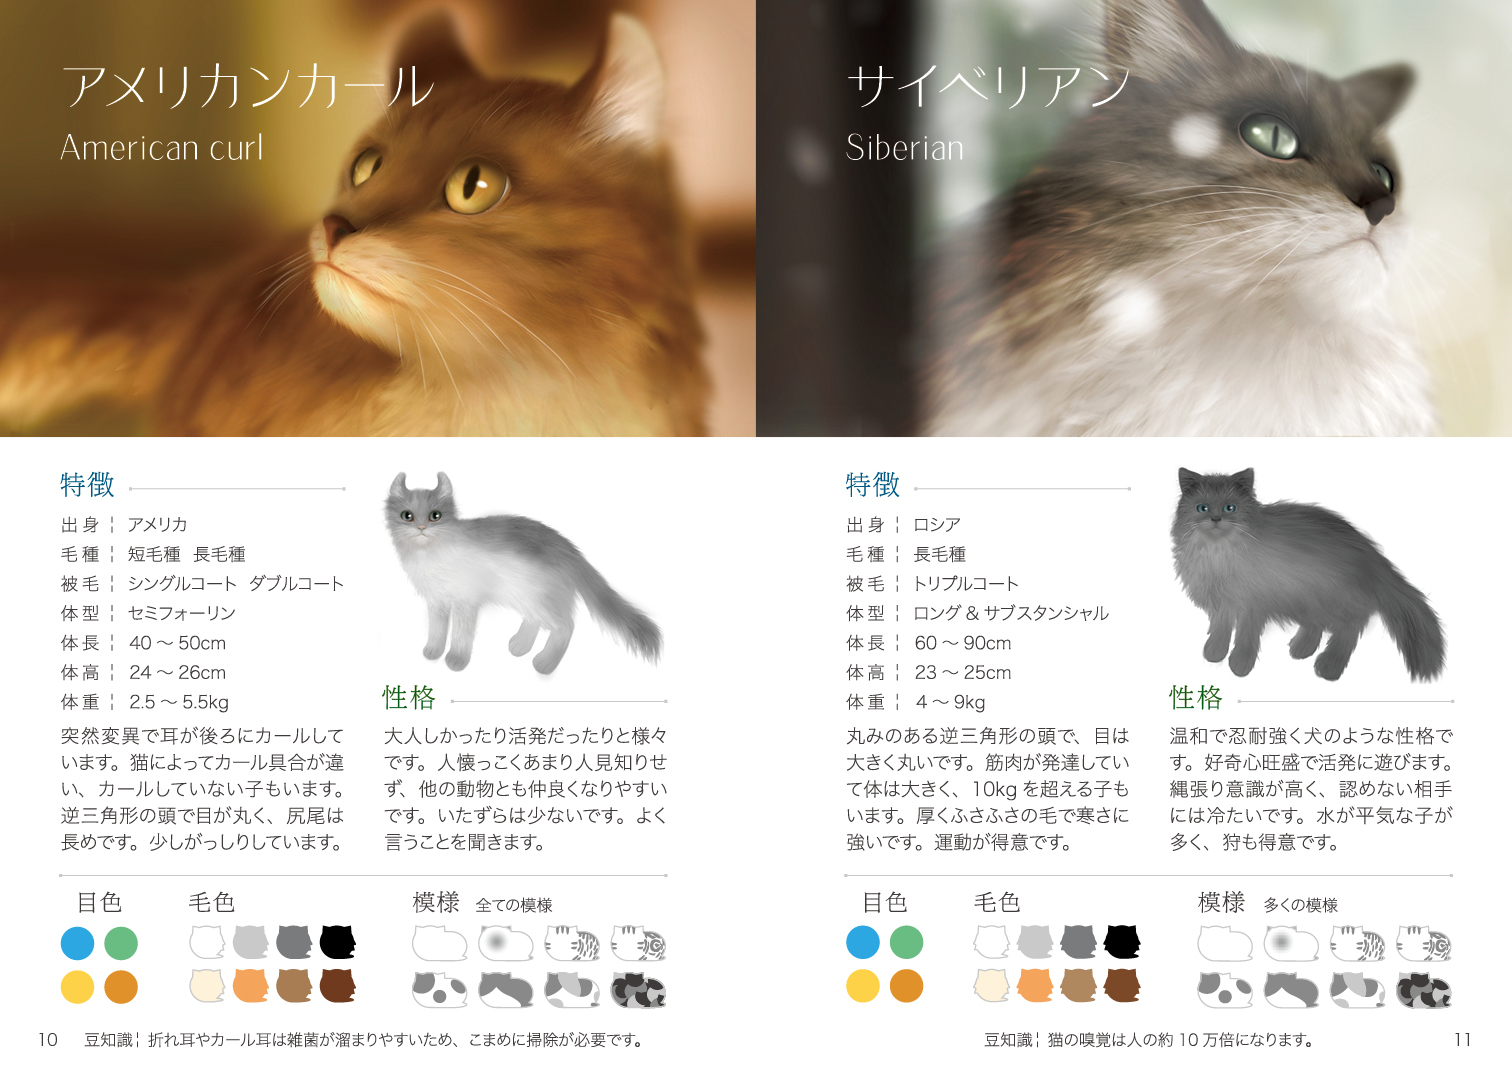 アメリカンカール
American curl
特徴
出身¦アメリカ
毛種¦短毛種 長毛種
被毛¦シングルコート ダブルコート
体型¦セミフォーリン
体長¦40〜50cm
体高¦24〜26cm
体重¦2.5〜5.5kg
突然変異で耳が後ろにカールして
います。猫によってカール具合が違
い、カールしていない子もいます。
逆三角形の頭で目が丸く、尻尾は
長めです。少しがっしりしています。
性格
大人しかったり活発だったりと様々
です。人懐っこくあまり人見知りせ
ず、他の動物とも仲良くなりやすい
です。いたずらは少ないです。よく
言うことを聞きます。
目色
毛色
模様 全ての模様
10 豆知識¦折れ耳やカール耳は雑菌が溜まりやすいため、こまめに掃除が必要です。
サイベリアン
Siberian
特徴
出身¦ロシア
毛種¦長毛種
被毛¦トリプルコート
体型¦ロング&サブスタンシャル
体長¦60〜90cm
体高¦23〜25cm
体重¦4〜9kg
丸みのある逆三角形の頭で、目は
大きく丸いです。筋肉が発達してい
て体は大きく、10kgを超える子も
います。厚くふさふさの毛で寒さに
強いです。運動が得意です。
性格
温和で忍耐強く犬のような性格で
す。好奇心旺盛で活発に遊びます。
縄張り意識が高く、認めない相手
には冷たいです。水が平気な子が
多く、狩も得意です。
目色
毛色
模様 多くの模様
豆知識¦猫の嗅覚は人の約10万倍になります。 11